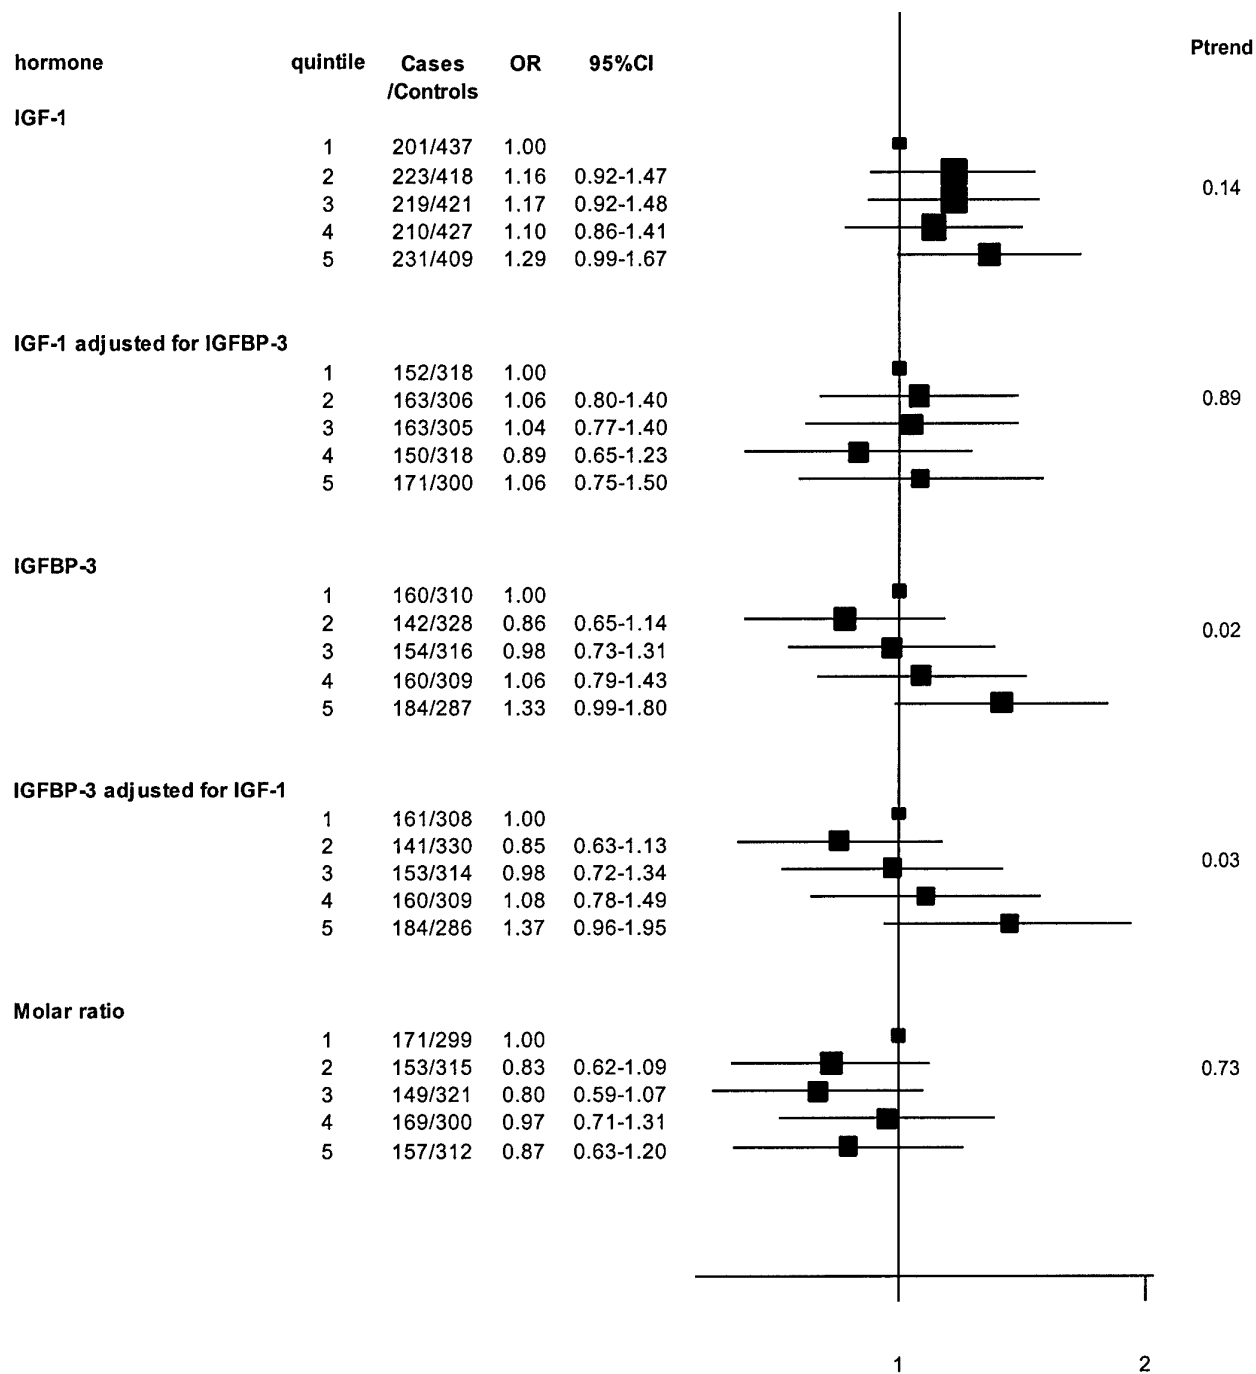 hormone quintile Cases OR 95%CI Ptrend
/Controls
IGF-1
1 201/437 1.00
2 223/418 1.16 0.92-1.47
0.14
3 219/421 1.17 0.92-1.48
4 210/427 1.10 0.86-1.41
5 231/409 1.29 0.99-1.67
IGF-1 adjusted for IGFBP-3
1 152/318 1.00
2 163/306 1.06 0.80-1.40 0.89
3 163/305 1.04 0.77-1.40
4 150/318 0.89 0.65-1.23
5 171/300 1.06 0.75-1.50
IGFBP-3
1 160/310 1.00
2 142/328 0.86 0.65-1.14 0.02
3 154/316 0.98 0.73-1.31
4 160/309 1.06 0.79-1.43
5 184/287 1.33 0.99-1.80
IGFBP-3 adjusted for IGF-1
1 161/308 1.00
2 141/330 0.85 0.63-1.13
0.03
3 153/314 0.98 0.72-1.34
4 160/309 1.08 0.78-1.49
5 184/286 1.37 0.96-1.95
Molar ratio
1 171/299 1.00
2 153/315 0.83 0.62-1.09 0.73
3 149/321 0.80 0.59-1.07
4 169/300 0.97 0.71-1.31
5 157/312 0.87 0.63-1.20
1 2